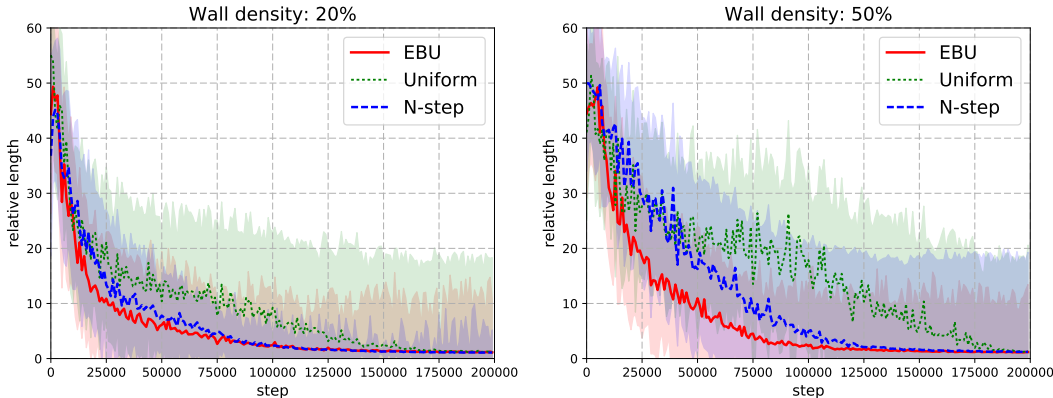 Wall density: 20%
60
50
40
30
20
10
0
relative length
EBU
Uniform
N-step
0 25000 50000 75000 100000 125000 150000 175000 200000
step
Wall density: 50%
60
50
40
30
20
10
0
relative length
EBU
Uniform
N-step
0 25000 50000 75000 100000 125000 150000 175000 200000
step